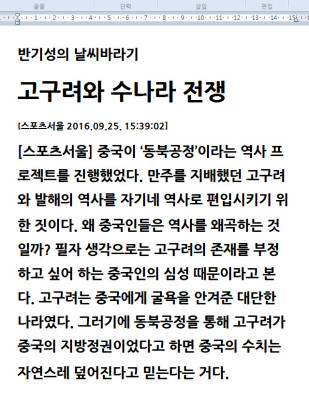 글꼴 단락 삽입 편집
반기성의 날씨바라기
고구려와 수나라 전쟁
[스포츠서울 2016.09.25. 15:39:02]
[스포츠서울] 중국이 ‘동북공정’이라는 역사 프
로젝트를 진행했었다. 만주를 지배했던 고구려
와 발해의 역사를 자기네 역사로 편입시키기 위
한 짓이다. 왜 중국인들은 역사를 왜곡하는 것
일까? 필자 생각으로는 고구려의 존재를 부정
하고 싶어 하는 중국인의 심성 때문이라고 본
다. 고구려는 중국에게 굴욕을 안겨준 대단한
나라였다. 그러기에 동북공정을 통해 고구려가
중국의 지방정권이었다고 하면 중국의 수치는
자연스레 덮어진다고 믿는다는 거다.